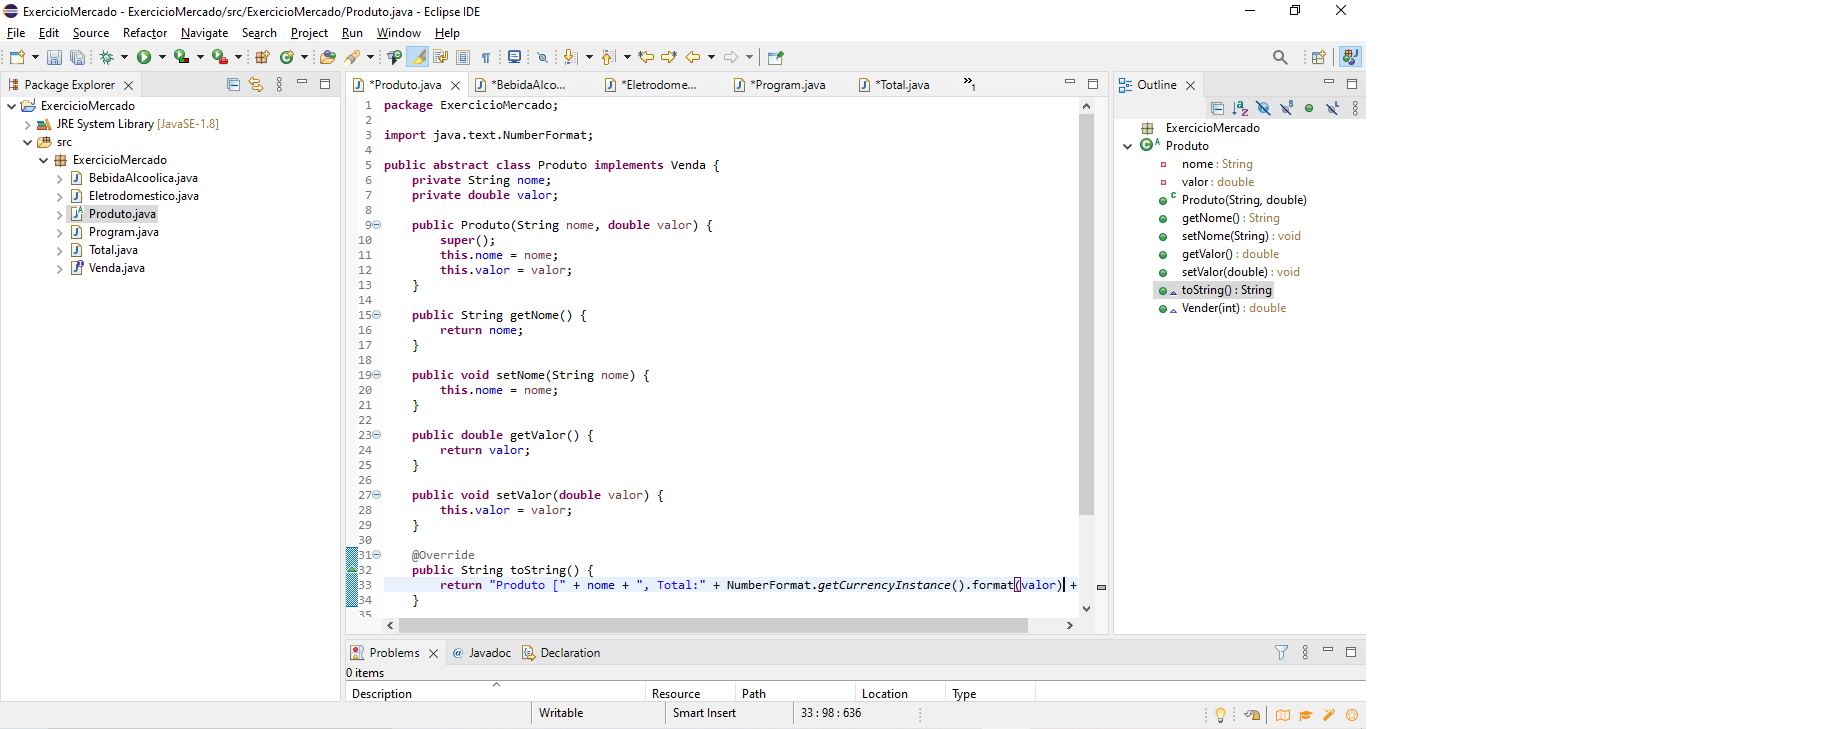 ExercicioMercado - ExercicioMercado/src/ExercicioMercado/Produto.java - Eclipse IDE
File Edit Source Refactor Navigate Search Project Run Window Help
Package Explorer
ExercicioMercado
JRE System Library [JavaSE-1.8]
src
ExercicioMercado
BebidaAlcoolica.java
Eletrodomestico.java
Produto.java
Program.java
Total.java
Venda.java
*Produto.java *BebidaAlco... *Eletrodome... *Program.java *Total.java »1
1 package ExercicioMercado;
2
3 import java.text.NumberFormat;
4
5 public abstract class Produto implements Venda {
6 private String nome;
7 private double valor;
8
9 public Produto(String nome, double valor) {
10 super();
11 this.nome = nome;
12 this.valor = valor;
13 }
14
15 public String getNome() {
16 return nome;
17 }
18
19 public void setNome(String nome) {
20 this.nome = nome;
21 }
22
23 public double getValor() {
24 return valor;
25 }
26
27 public void setValor(double valor) {
28 this.valor = valor;
29 }
30
31 @Override
32 public String toString() {
33 return "Produto [" + nome + ", Total:" + NumberFormat.getCurrencyInstance().format(valor) +
34 }
35
Outline
ExercicioMercado
Produto
nome : String
valor : double
Produto(String, double)
getNome() : String
setNome(String) : void
getValor() : double
setValor(double) : void
toString() : String
Vender(int) : double
Problems @ Javadoc Declaration
0 items
Description Resource Path Location Type
Writable Smart Insert 33 : 98 : 636